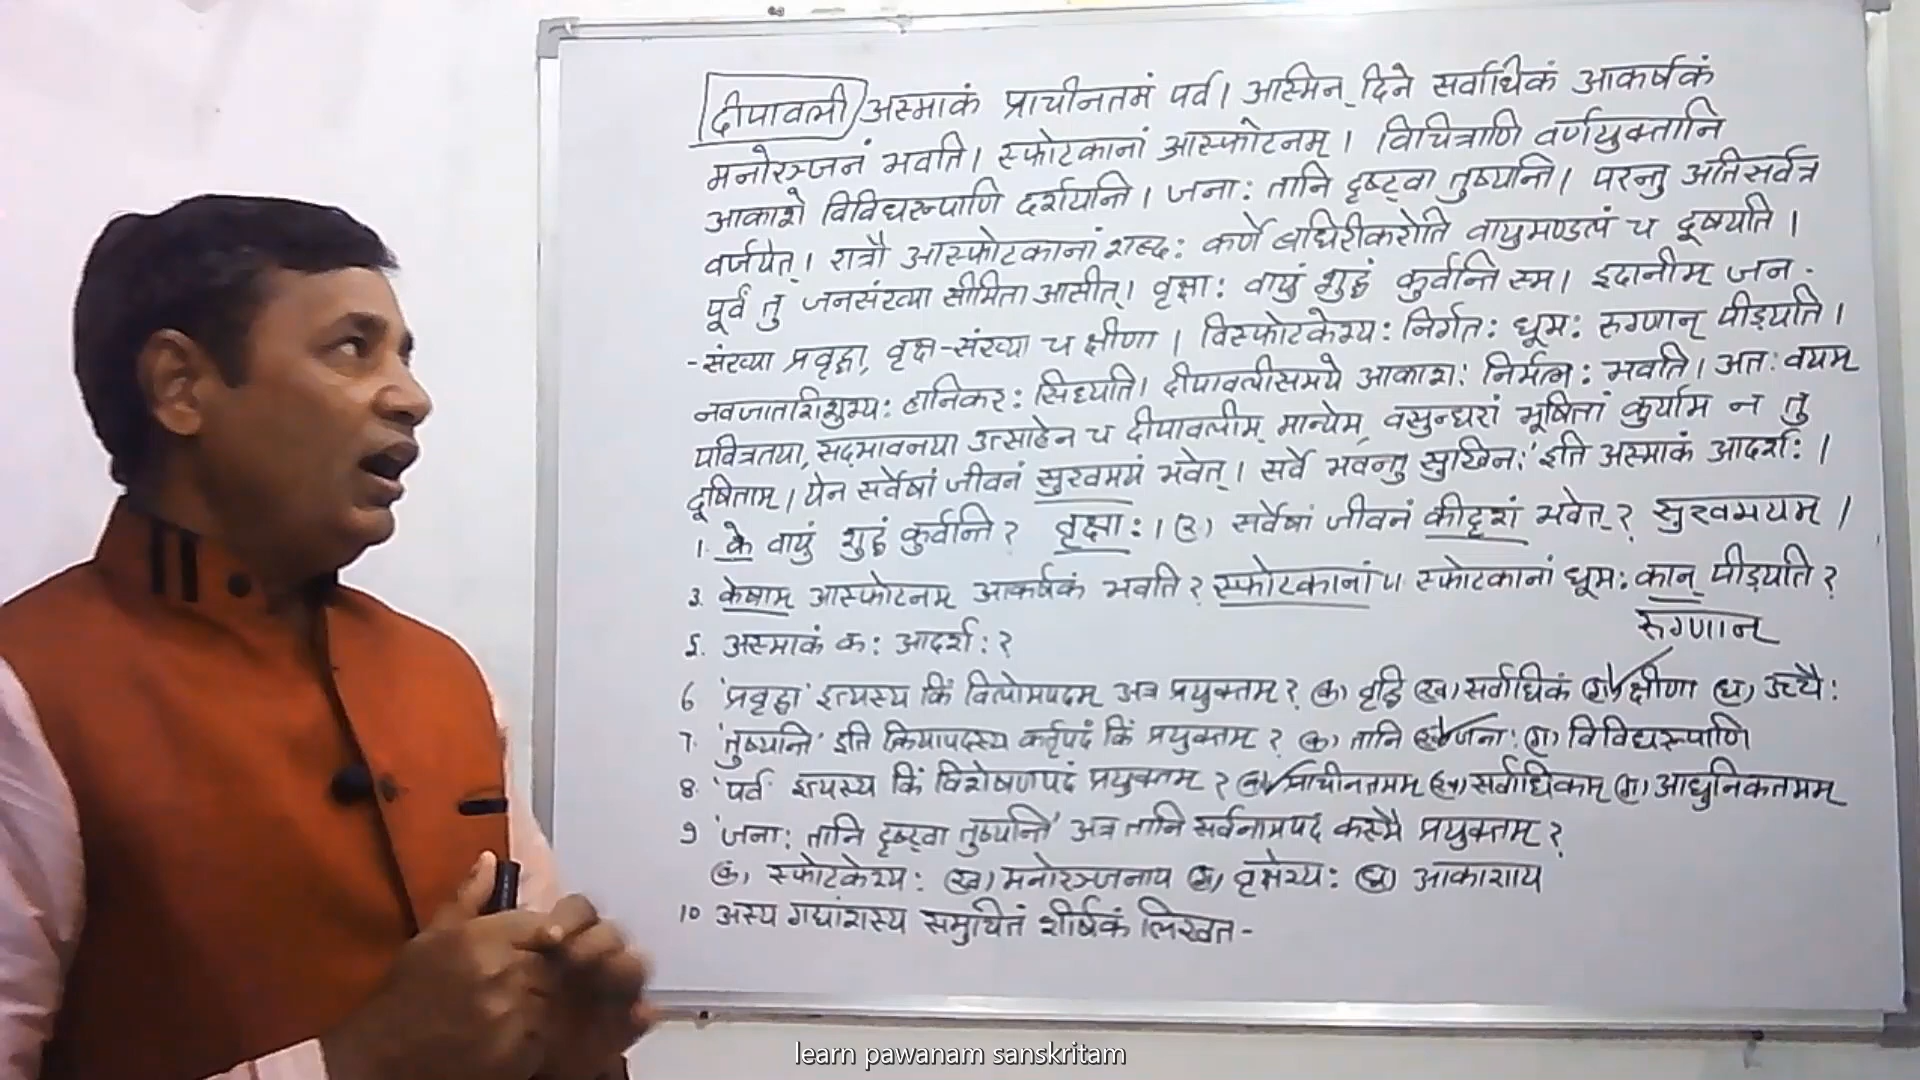 दीपावली अस्माकं प्राचीनतमं पर्व। अस्मिन् दिने सर्वाधिकं आकर्षकं
मनोरञ्जनं भवति। स्फोटकानां आस्फोटनम्। विचित्राणि वर्णयुक्तानि
आकाशे विविधरूपाणि दर्शयन्ति। जनाः तानि दृष्ट्वा तुष्यन्ति। परन्तु अति सर्वत्र
वर्जयेत्। रात्रौ आस्फोटकानां शब्दः कर्णं बधिरीकरोति वायुमण्डलं च दूषयति।
पूर्वं तु जनसंख्या सीमिता आसीत्। वृक्षाः वायुं शुद्धं कुर्वन्ति स्म। इदानीम् जन-
-संख्या प्रवृद्धा, वृक्ष-संख्या च क्षीणा। विस्फोटकेभ्यः निर्गतः धूमः रुग्णान् पीड़यति।
नवजातशिशुभ्यः हानिकरः सिध्यति। दीपावलीसमये आकाशः निर्मलः भवति। अतः वयम्
पवित्रतया, सद्भावनया उत्साहेन च दीपावलीम् मान्येम, वसुन्धरां भूषितां कुर्याम न तु
दूषिताम्। येन सर्वेषां जीवनं सुखमयं भवेत्। सर्वे भवन्तु सुखिनः' इति अस्माकं आदर्शः।
1. के वायुं शुद्धं कुर्वन्ति? वृक्षाः। (2) सर्वेषां जीवनं कीदृशं भवेत्? सुखमयम्।
3. केषाम् आस्फोटनम् आकर्षकं भवति? स्फोटकानां 4 स्फोटकानां धूमः कान् पीड़यति?
रुग्णान्
5. अस्माकं कः आदर्शः?
6 'प्रवृद्धा' इत्यस्य किं विलोमपदम् अत्र प्रयुक्तम्? (क) वृद्धि (ख) सर्वाधिकं (ग) क्षीणा (घ) उच्चैः
7. 'तुष्यन्ति' इति क्रियापदस्य कर्तृपदं किं प्रयुक्तम्? (क) तानि (ख) जनाः (ग) विविधरूपाणि
8. 'पर्व' इत्यस्य किं विशेषणपदं प्रयुक्तम्? (क) प्राचीनतमम् (ख) सर्वाधिकम् (ग) आधुनिकतमम्
9 'जनाः तानि दृष्ट्वा तुष्यन्ति' अत्र तानि सर्वनामपदं कस्मै प्रयुक्तम्?
(क) स्फोटकेभ्यः (ख) मनोरञ्जनाय (ग) वृक्षेभ्यः (घ) आकाशाय
10 अस्य गद्यांशस्य समुचितं शीर्षकं लिखत-
learn pawanam sanskritam